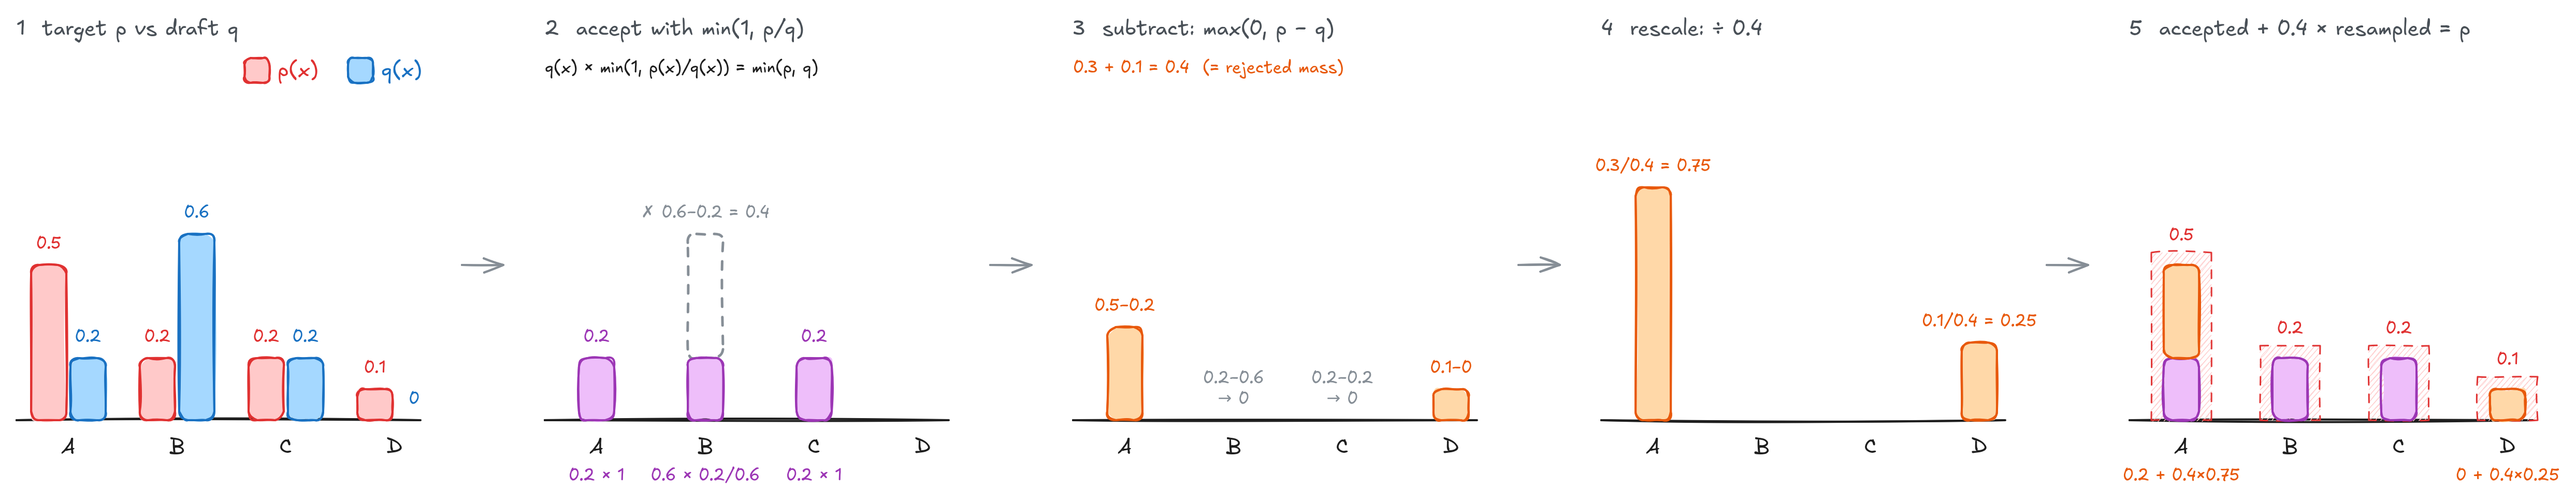 1 target p vs draft q
p(x) q(x)
0.5
0.2
0.2
0.6
0.2
0.2
0.1
0
A B C D
2 accept with min(1, p/q)
q(x) × min(1, p(x)/q(x)) = min(p, q)
✗ 0.6-0.2 = 0.4
0.2
0.2
A B C D
0.2 × 1 0.6 × 0.2/0.6 0.2 × 1
3 subtract: max(0, p - q)
0.3 + 0.1 = 0.4 (= rejected mass)
0.5-0.2
0.2-0.6
→ 0
0.2-0.2
→ 0
0.1-0
A B C D
4 rescale: ÷ 0.4
0.3/0.4 = 0.75
0.1/0.4 = 0.25
A B C D
5 accepted + 0.4 × resampled = p
0.5
0.2
0.2
0.1
A B C D
0.2 + 0.4×0.75 0 + 0.4×0.25